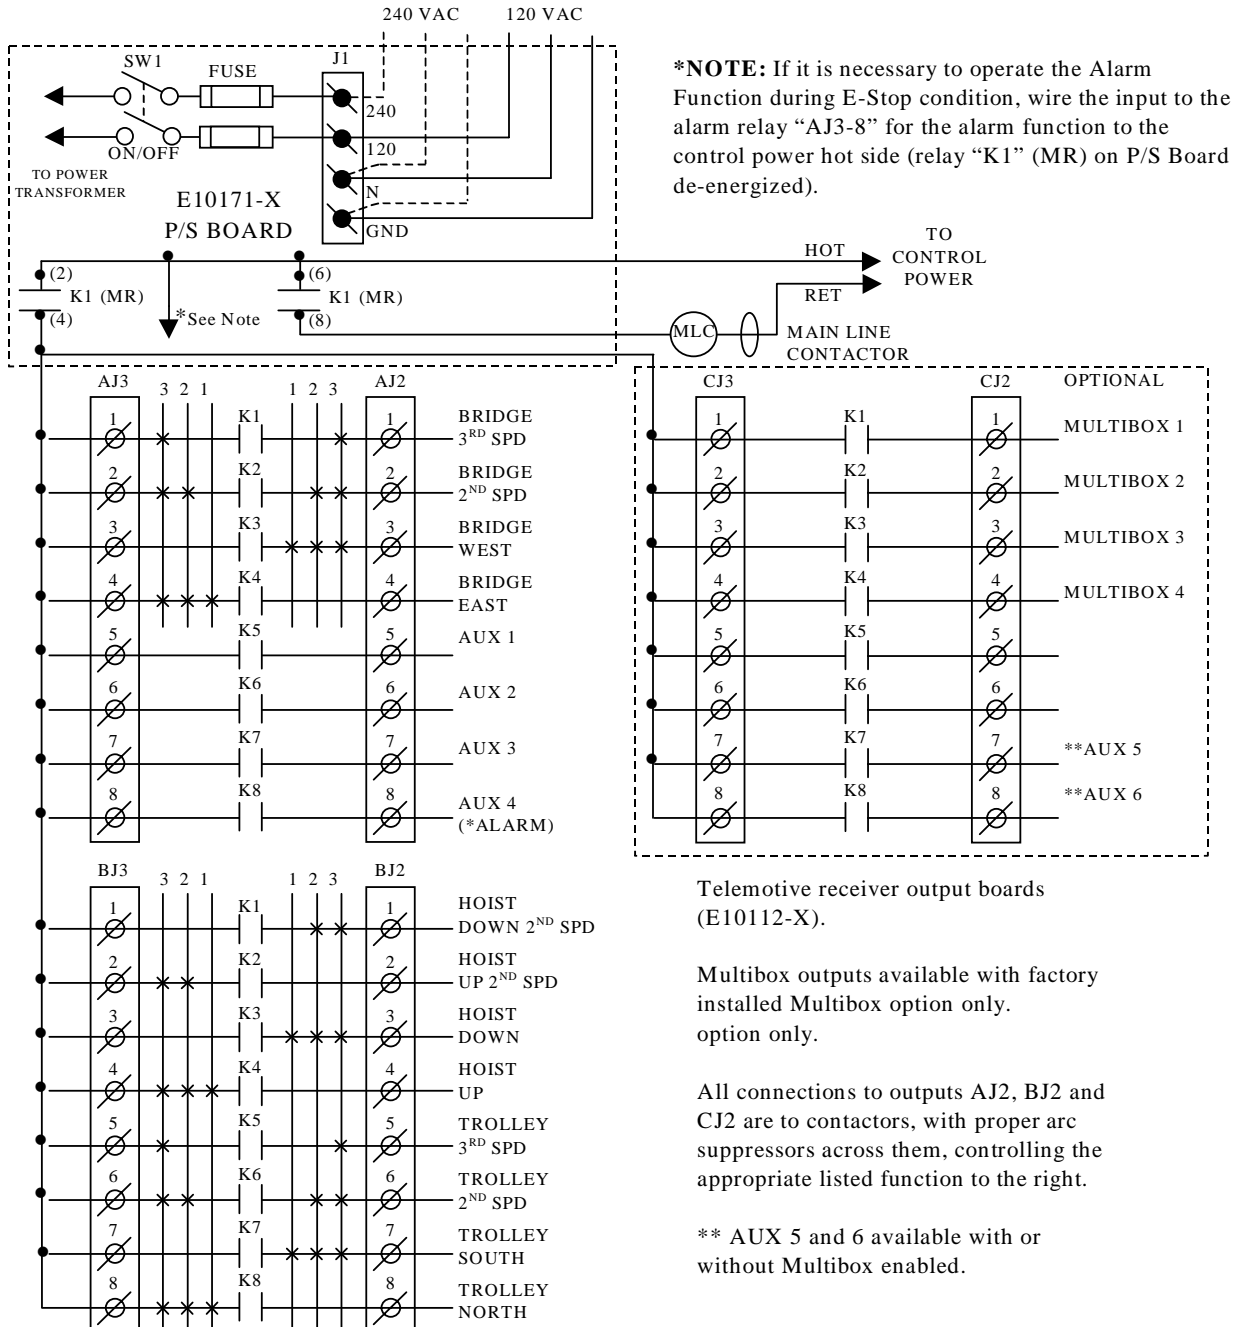 240 VAC 120 VAC
SW1
FUSE
J1
240
120
N
GND
ON/OFF
TO POWER
TRANSFORMER
E10171-X
P/S BOARD
*NOTE: If it is necessary to operate the Alarm
Function during E-Stop condition, wire the input to the
alarm relay “AJ3-8” for the alarm function to the
control power hot side (relay “K1” (MR) on P/S Board
de-energized).
(2)
K1 (MR)
(4)
*See Note
(6)
K1 (MR)
(8)
HOT
RET
TO
CONTROL
POWER
MLC
MAIN LINE
CONTACTOR
AJ3 3 2 1 1 2 3 AJ2
1 K1 1 BRIDGE
3RD SPD
2 K2 2 BRIDGE
2ND SPD
3 K3 3 BRIDGE
WEST
4 K4 4 BRIDGE
EAST
5 K5 5 AUX 1
6 K6 6 AUX 2
7 K7 7 AUX 3
8 K8 8 AUX 4
(*ALARM)
CJ3 CJ2 OPTIONAL
1 K1 1 MULTIBOX 1
2 K2 2 MULTIBOX 2
3 K3 3 MULTIBOX 3
4 K4 4 MULTIBOX 4
5 K5 5
6 K6 6
7 K7 7 **AUX 5
8 K8 8 **AUX 6
BJ3 3 2 1 1 2 3 BJ2
1 K1 1 HOIST
DOWN 2ND SPD
2 K2 2 HOIST
UP 2ND SPD
3 K3 3 HOIST
DOWN
4 K4 4 HOIST
UP
5 K5 5 TROLLEY
3RD SPD
6 K6 6 TROLLEY
2ND SPD
7 K7 7 TROLLEY
SOUTH
8 K8 8 TROLLEY
NORTH
Telemotive receiver output boards
(E10112-X).
Multibox outputs available with factory
installed Multibox option only.
option only.
All connections to outputs AJ2, BJ2 and
CJ2 are to contactors, with proper arc
suppressors across them, controlling the
appropriate listed function to the right.
** AUX 5 and 6 available with or
without Multibox enabled.